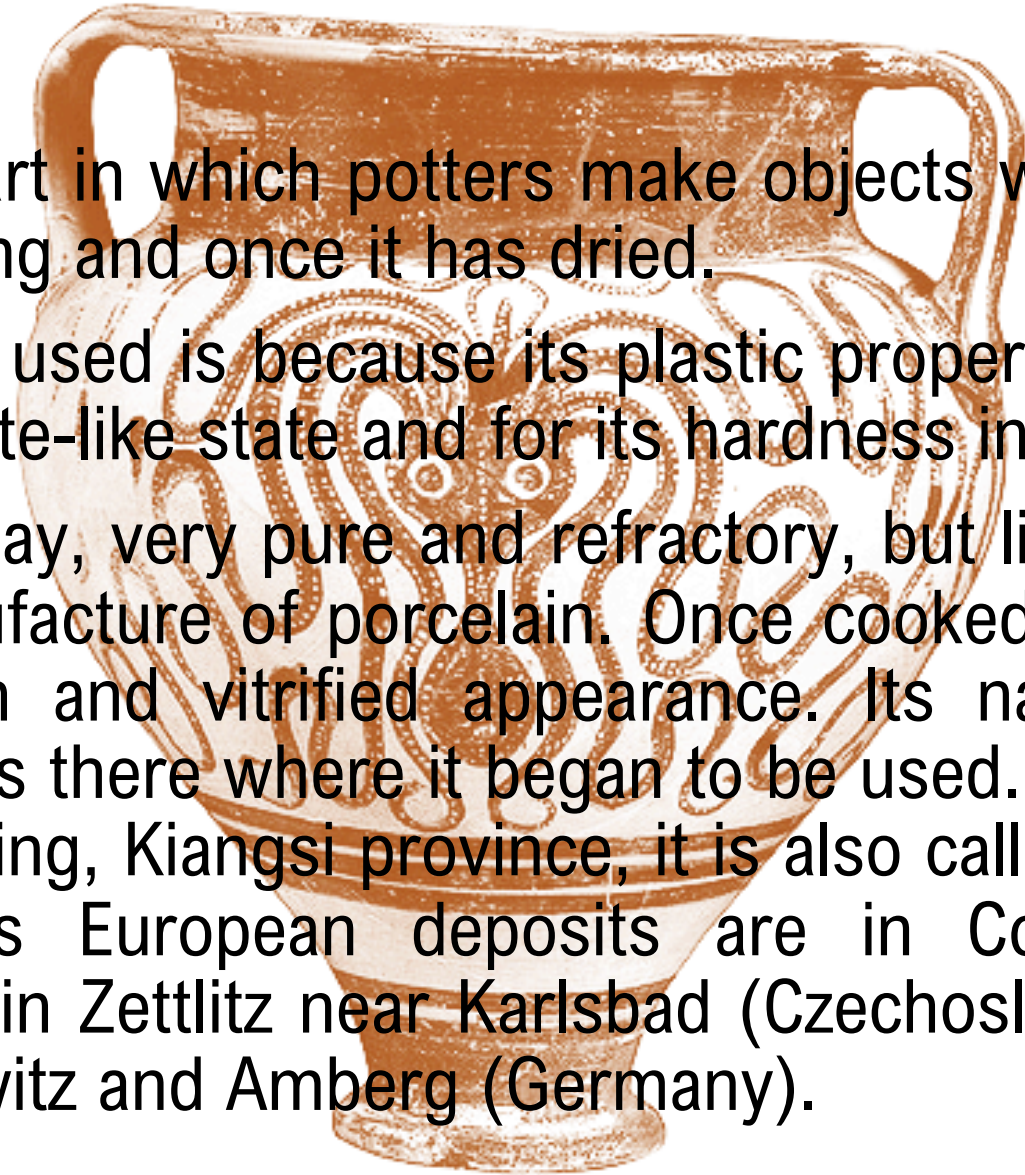 rt in which potters make objects w
ng and once it has dried.
used is because its plastic proper
te-like state and for its hardness in
ay, very pure and refractory, but li
facture of porcelain. Once cooked
and vitrified appearance. Its na
s there where it began to be used.
ing, Kiangsi province, it is also call
s European deposits are in Co
in Zettlitz near Karlsbad (Czechosl
vitz and Amberg (Germany).